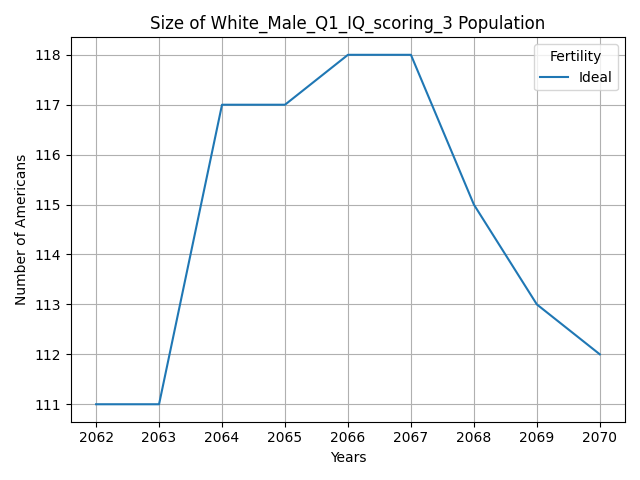 Size of White_Male_Q1_IQ_scoring_3 Population
Fertility
Ideal
118
117
116
115
114
113
112
111
Number of Americans
2062 2063 2064 2065 2066 2067 2068 2069 2070
Years